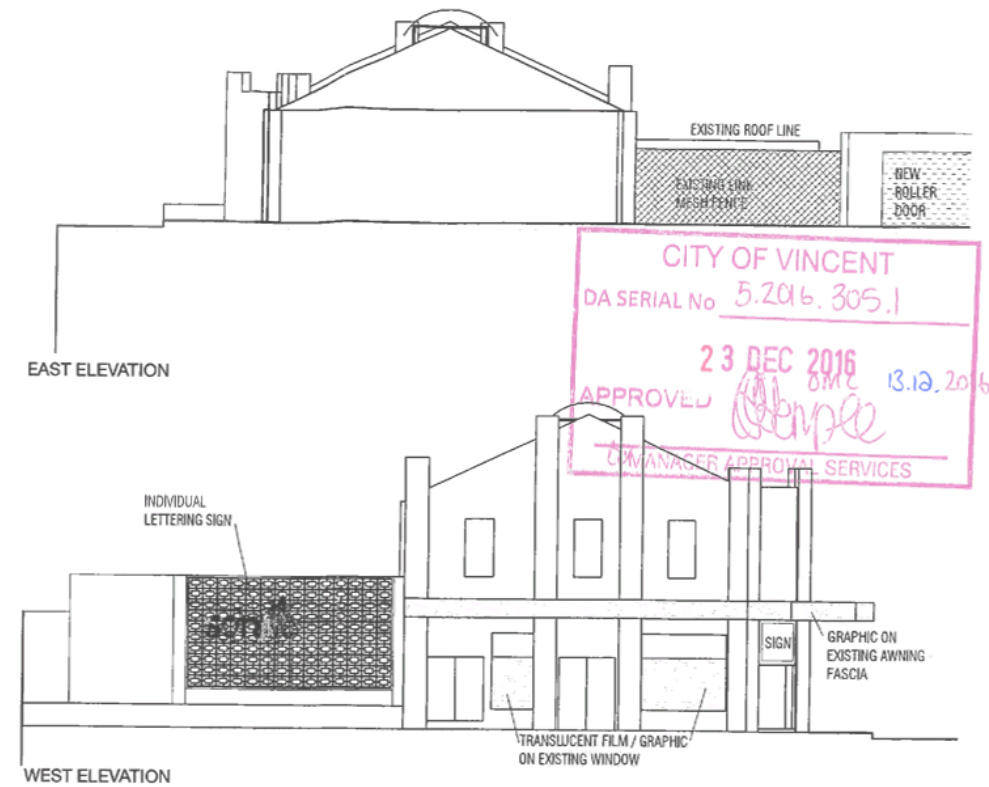 EXISTING ROOF LINE
EXISTING LINK
MESH FENCE
NEW
ROLLER
DOOR
CITY OF VINCENT
DA SERIAL No 5.2016.305.1
23 DEC 2016
OMC 13.12.2016
APPROVED
MANAGER APPROVAL SERVICES
EAST ELEVATION
INDIVIDUAL
LETTERING SIGN
SIGN
GRAPHIC ON
EXISTING AWNING
FASCIA
TRANSLUCENT FILM / GRAPHIC
ON EXISTING WINDOW
WEST ELEVATION